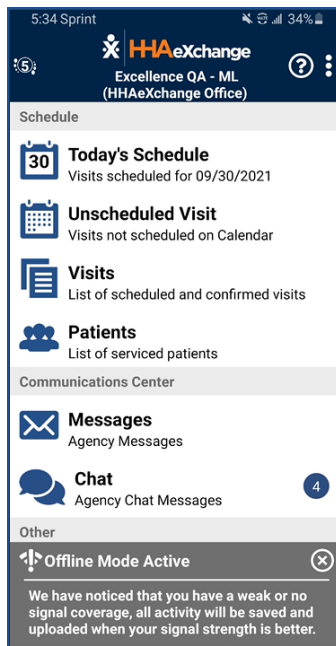 5:34 Sprint
34%
HHAeXchange
5
Excellence QA - ML
(HHAeXchange Office)
Schedule
30
Today's Schedule
Visits scheduled for 09/30/2021
Unscheduled Visit
Visits not scheduled on Calendar
Visits
List of scheduled and confirmed visits
Patients
List of serviced patients
Communications Center
Messages
Agency Messages
Chat
4
Agency Chat Messages
Other
Offline Mode Active
We have noticed that you have a weak or no
signal coverage, all activity will be saved and
uploaded when your signal strength is better.